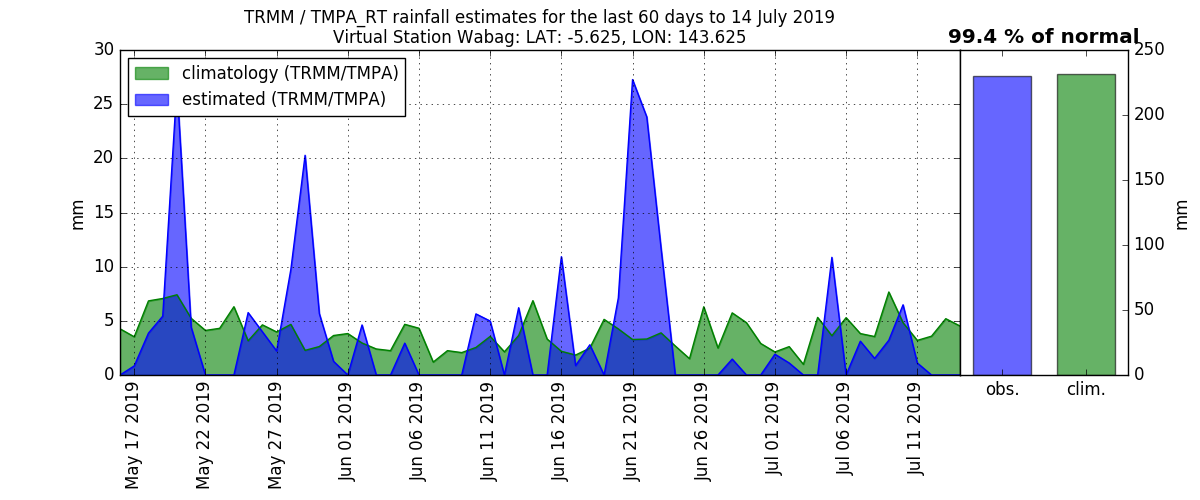 TRMM / TMPA_RT rainfall estimates for the last 60 days to 14 July 2019
Virtual Station Wabag: LAT: -5.625, LON: 143.625
99.4 % of normal
climatology (TRMM/TMPA)
estimated (TRMM/TMPA)
30
25
20
15
10
5
0
mm
May 17 2019
May 22 2019
May 27 2019
Jun 01 2019
Jun 06 2019
Jun 11 2019
Jun 16 2019
Jun 21 2019
Jun 26 2019
Jul 01 2019
Jul 06 2019
Jul 11 2019
obs.
clim.
250
200
150
100
50
0
mm